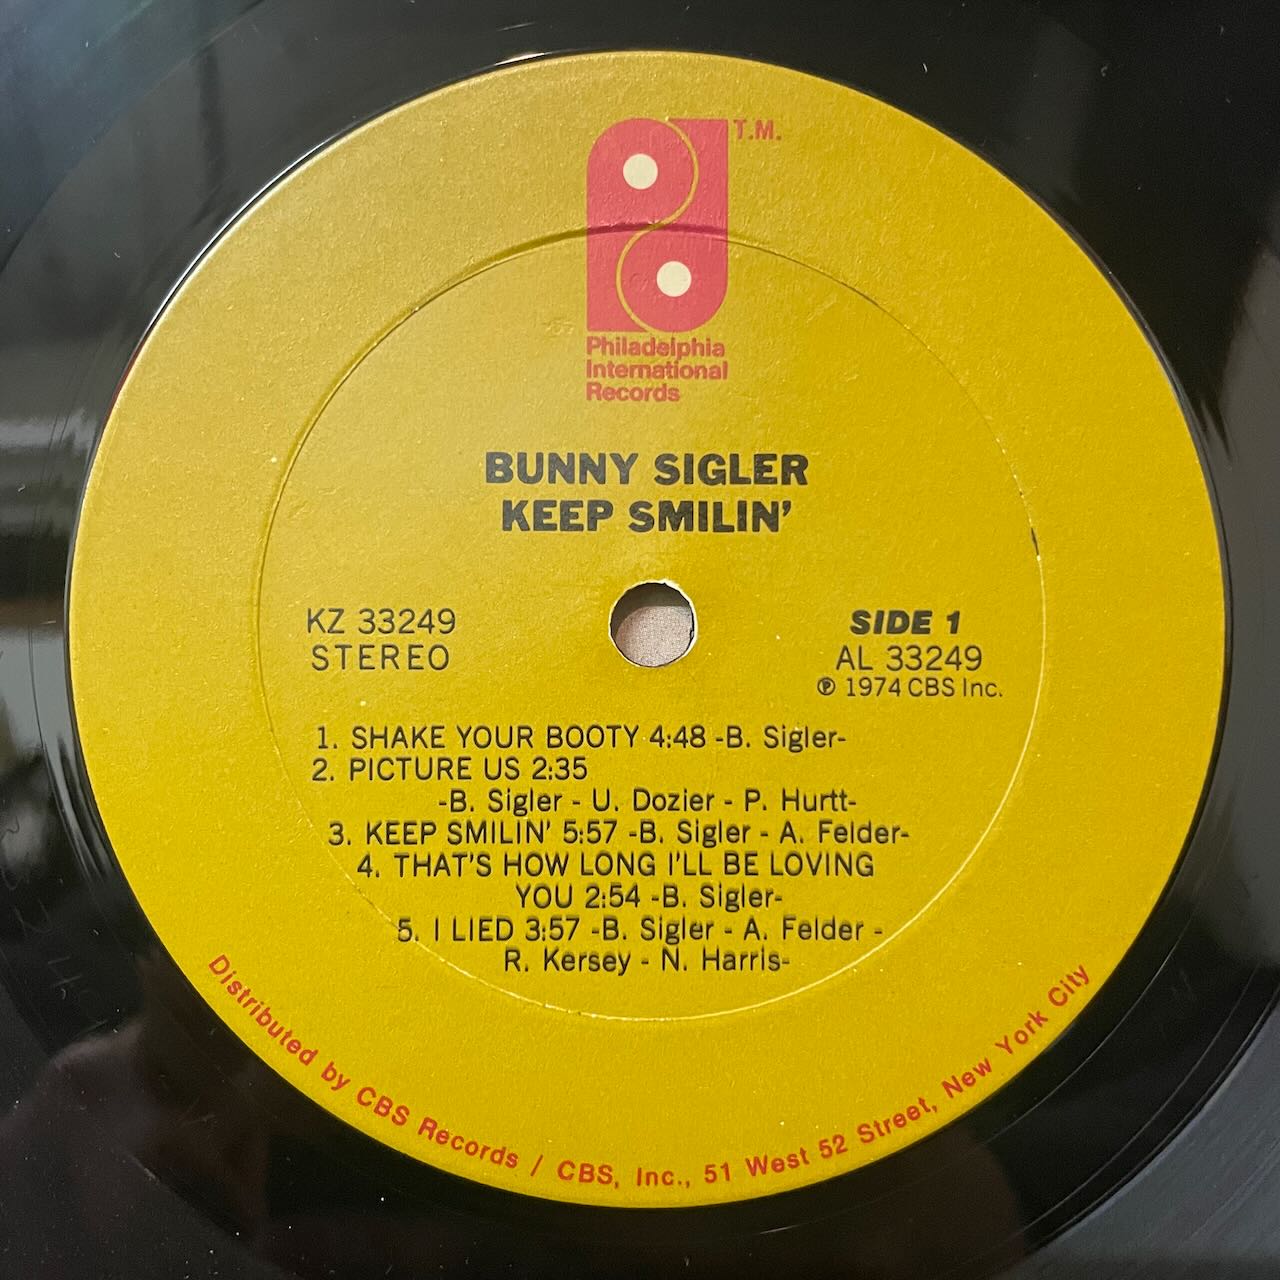 T.M.
Philadelphia
International
Records
BUNNY SIGLER
KEEP SMILIN'
KZ 33249
STEREO
SIDE 1
AL 33249
℗ 1974 CBS Inc.
1. SHAKE YOUR BOOTY 4:48 -B. Sigler-
2. PICTURE US 2:35
-B. Sigler - U. Dozier - P. Hurtt-
3. KEEP SMILIN' 5:57 -B. Sigler - A. Felder-
4. THAT'S HOW LONG I'LL BE LOVING
YOU 2:54 -B. Sigler-
5. I LIED 3:57 -B. Sigler - A. Felder -
R. Kersey - N. Harris-
Distributed by CBS Records / CBS, Inc., 51 West 52 Street, New York City